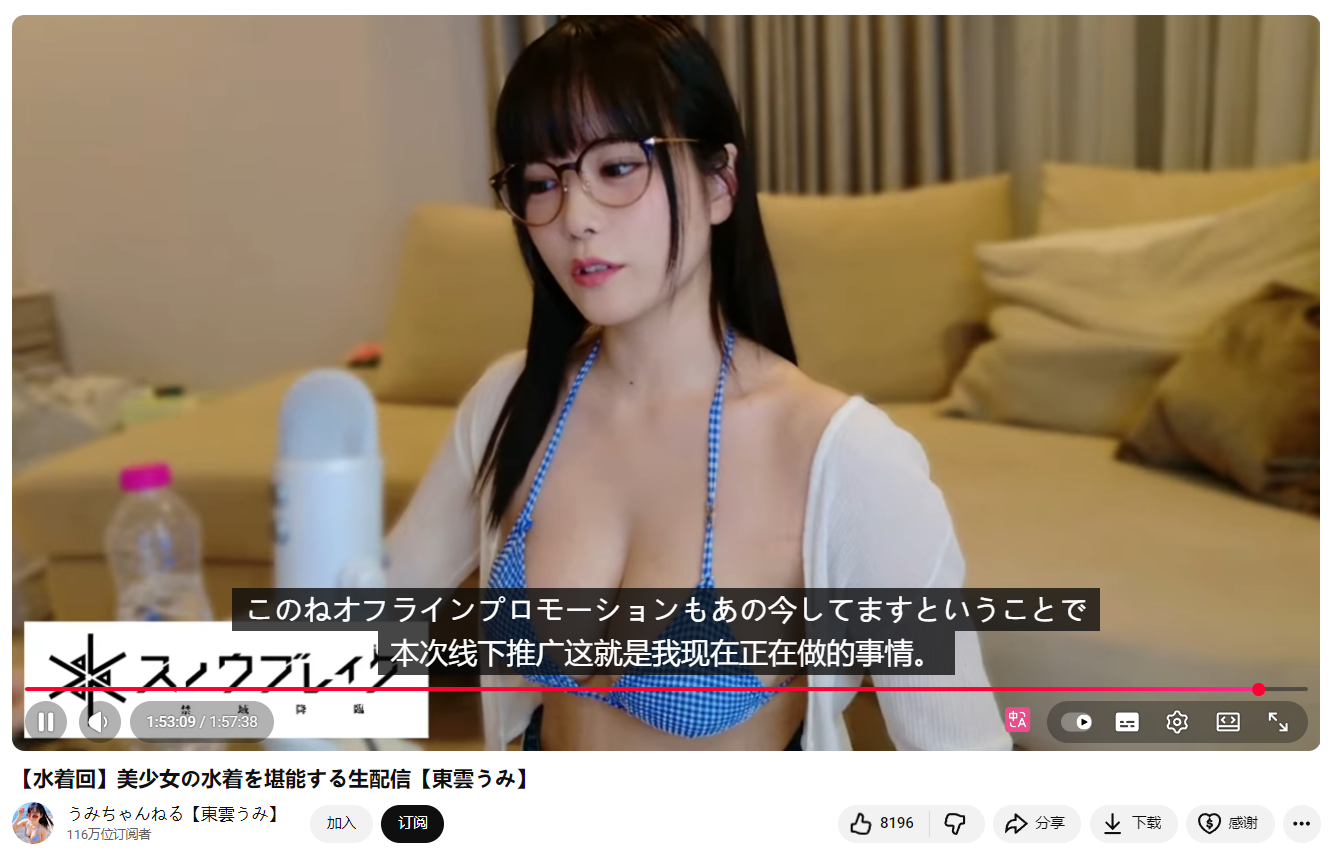 このねオフラインプロモーションもあの今してますということで
本次线下推广这就是我现在正在做的事情。
スノウブレイク
禁域降臨
1:53:09 / 1:57:38
【水着回】美少女の水着を堪能する生配信【東雲うみ】
うみちゃんねる【東雲うみ】
116万位订阅者
加入
订阅
8196
分享
下载
感谢